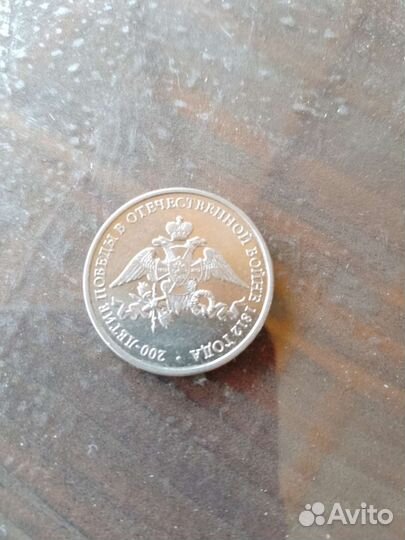 200-ЛЕТИЕ ПОБЕДЫ В ОТЕЧЕСТВЕННОЙ ВОЙНЕ 1812 ГОДА •
Avito